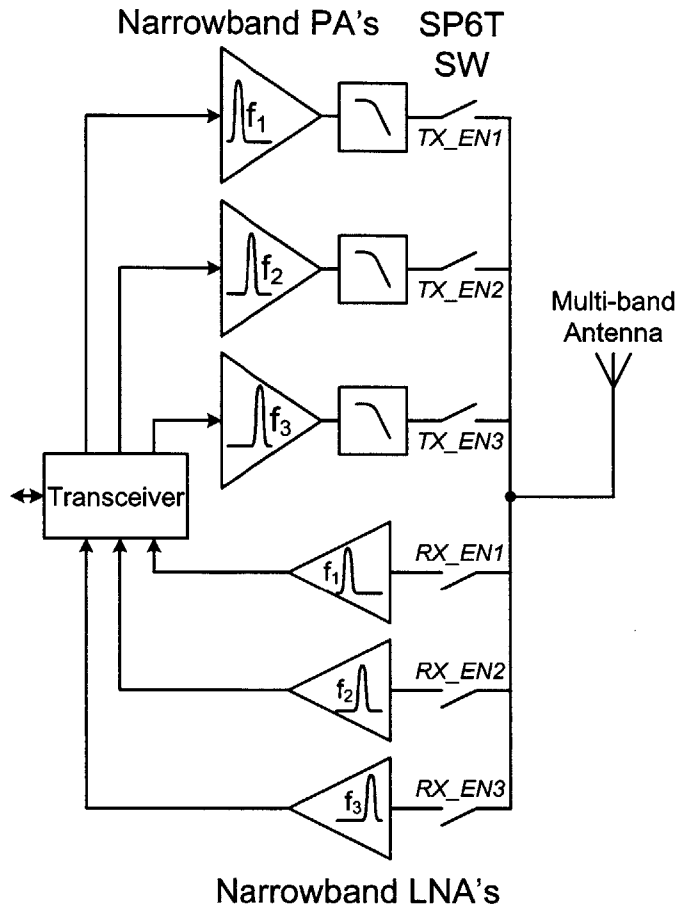 Narrowband PA's
SP6T
SW
f1
TX_EN1
f2
TX_EN2
Multi-band
Antenna
f3
TX_EN3
Transceiver
RX_EN1
f1
RX_EN2
f2
RX_EN3
f3
Narrowband LNA's